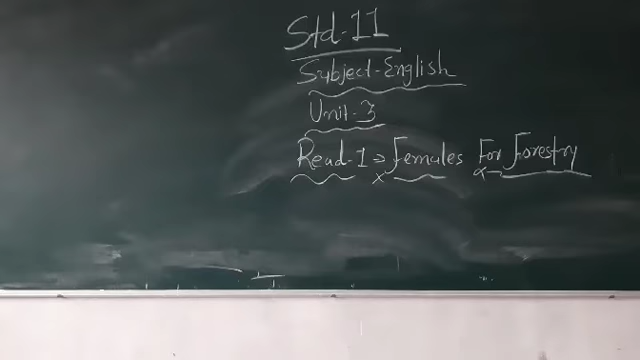 Std-11
Subject-English
Unit-3
Read-1 → Females For Forestry